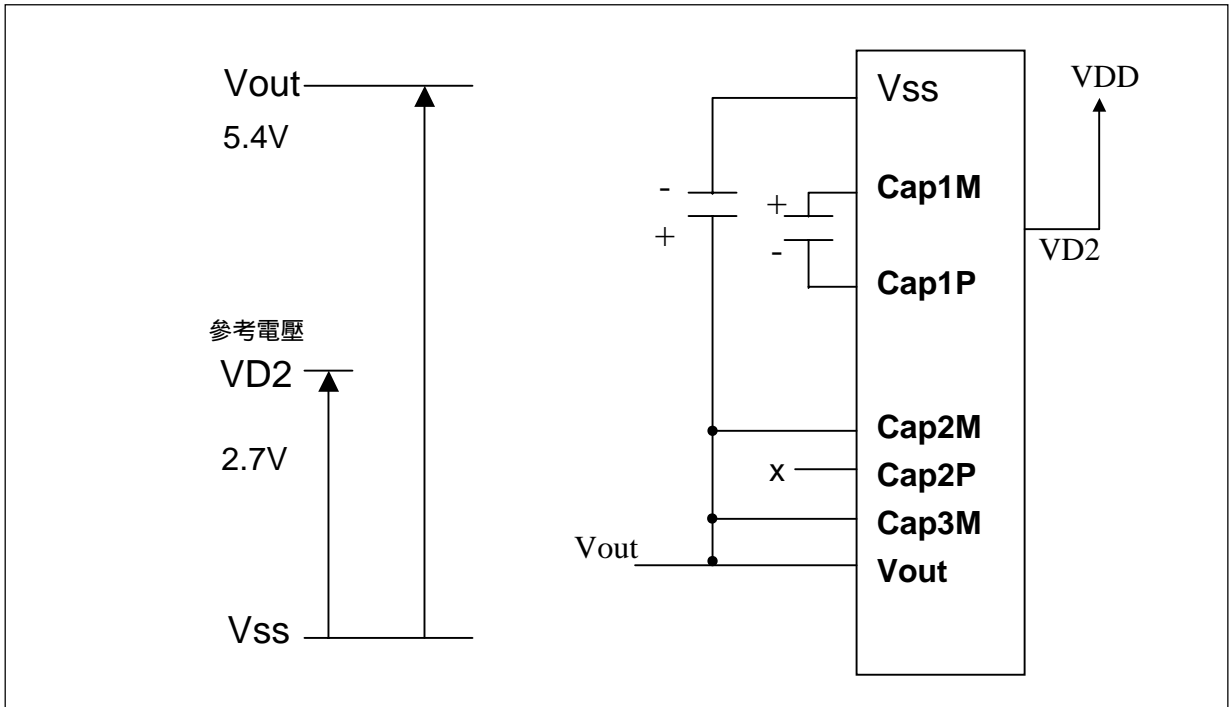 Vout
5.4V
參考電壓
VD2
2.7V
Vss
Vss
Cap1M
Cap1P
Cap2M
Cap2P
Cap3M
Vout
-
+
+
-
x
Vout
VDD
VD2